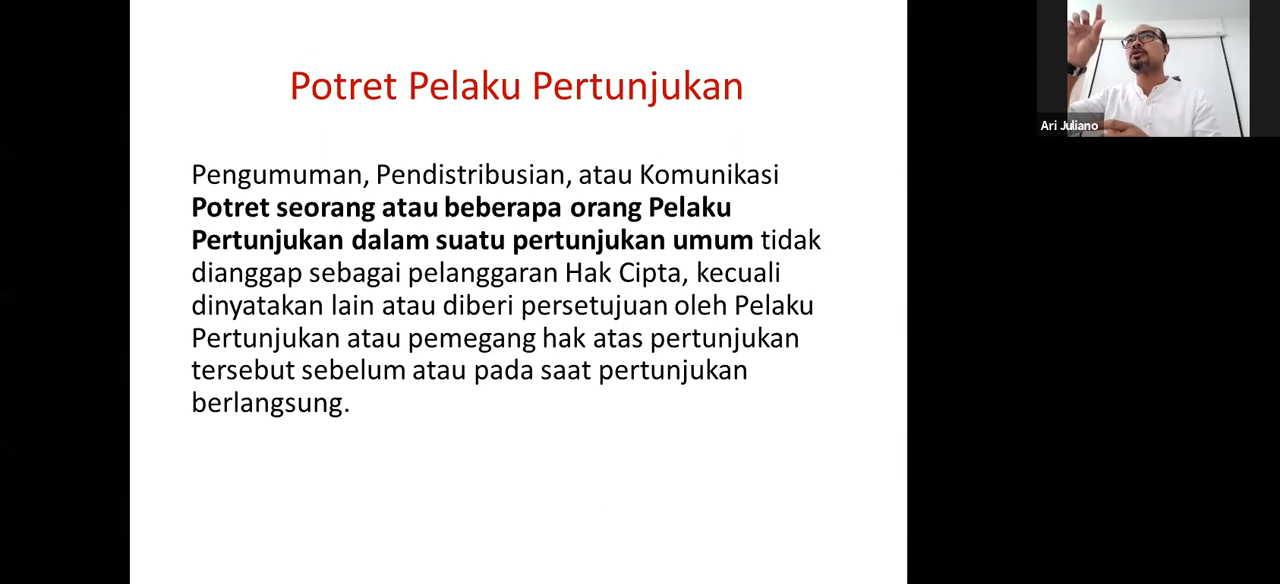 Potret Pelaku Pertunjukan
Pengumuman, Pendistribusian, atau Komunikasi
Potret seorang atau beberapa orang Pelaku
Pertunjukan dalam suatu pertunjukan umum tidak
dianggap sebagai pelanggaran Hak Cipta, kecuali
dinyatakan lain atau diberi persetujuan oleh Pelaku
Pertunjukan atau pemegang hak atas pertunjukan
tersebut sebelum atau pada saat pertunjukan
berlangsung.
Ari Juliano